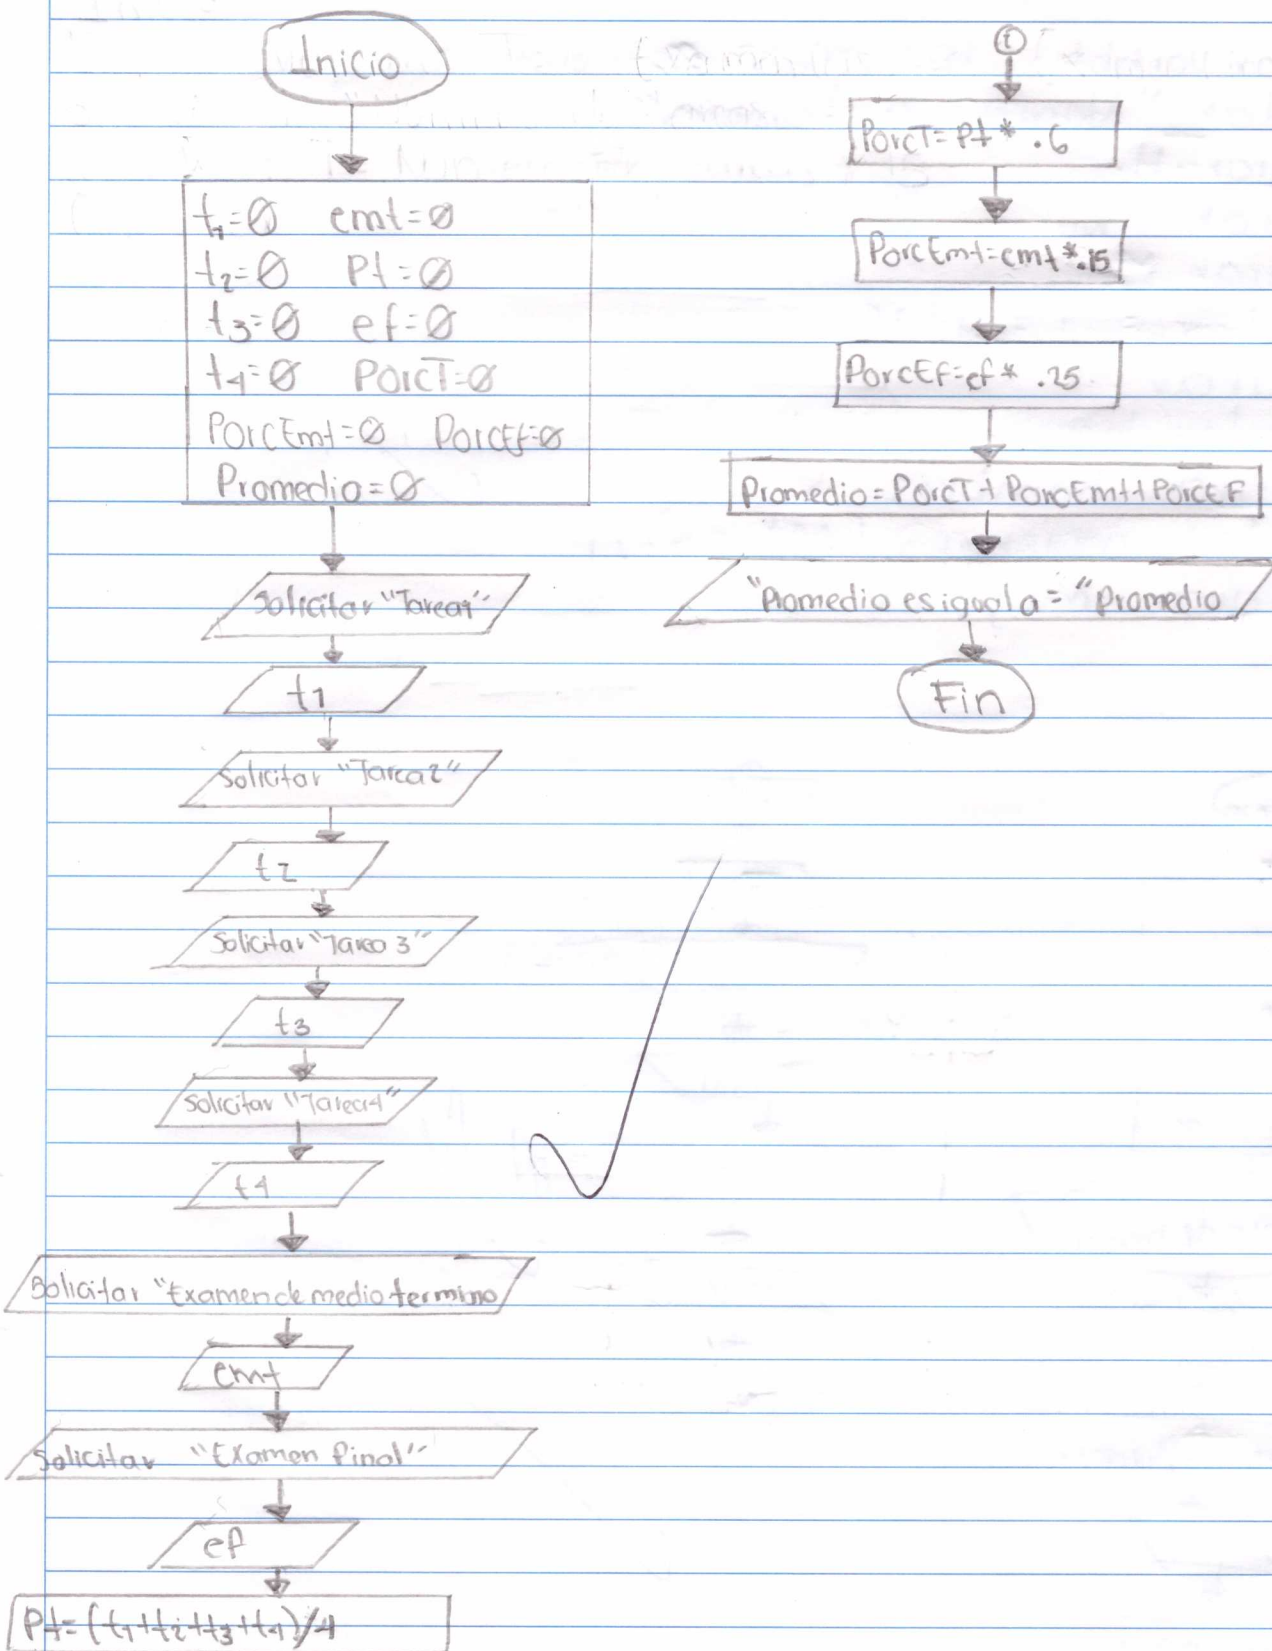 Inicio
t1=0 emt=0
t2=0 Pt=0
t3=0 ef=0
t4=0 PorcT=0
PorcEmt=0 PorcEf=0
Promedio=0
Solicitar "Tarea1"
t1
Solicitar "Tarea2"
t2
Solicitar "Tarea 3"
t3
Solicitar "Tarea4"
t4
Solicitar "Examen de medio termino
emt
Solicitar "Examen Final"
ef
Pt=(t1+t2+t3+t4)/4
PorcT=Pt * .6
PorcEmt=emt*.15
PorcEf=ef * .25
Promedio=PorcT+PorcEmt+PorcEF
"Promedio es igual a = "Promedio
Fin